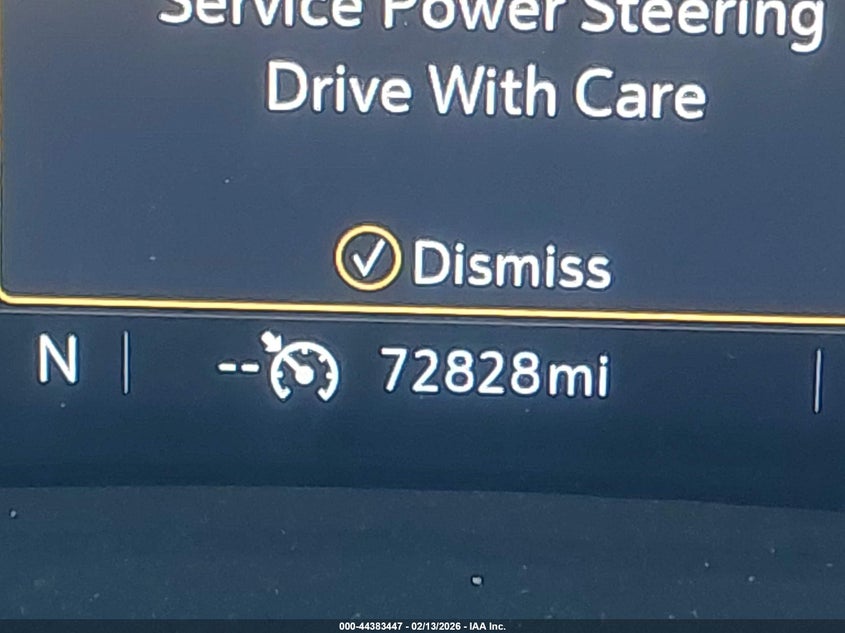 Service Power Steering
Drive With Care
Dismiss
N -- 72828mi
000-44383447 - 02/13/2026 - IAA Inc.